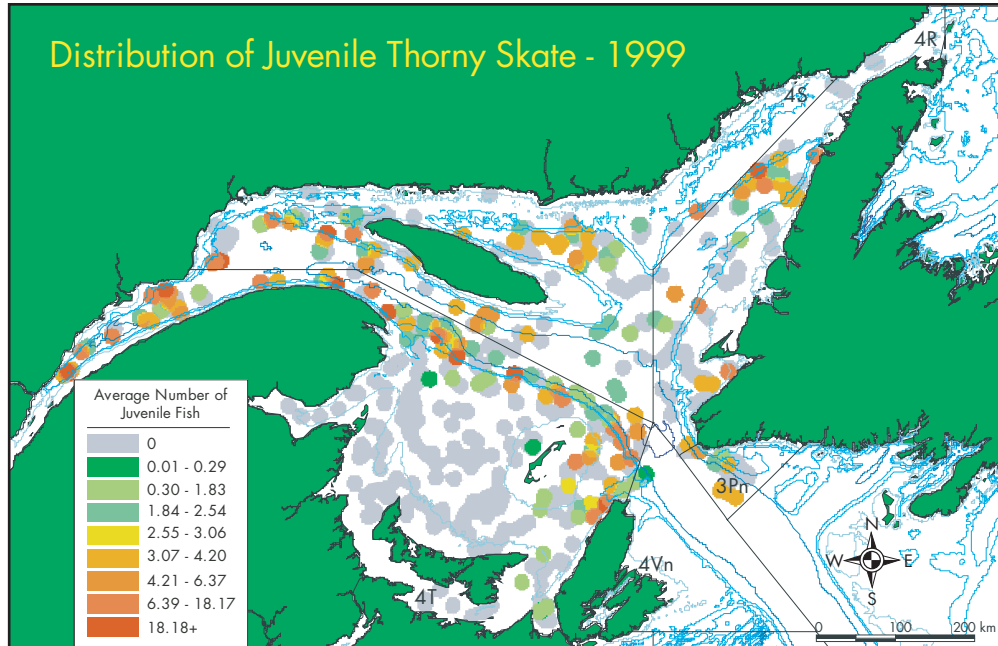 Distribution of Juvenile Thorny Skate - 1999
4R
4S
3Pn
4Vn
4T
Average Number of
Juvenile Fish
0
0.01 - 0.29
0.30 - 1.83
1.84 - 2.54
2.55 - 3.06
3.07 - 4.20
4.21 - 6.37
6.39 - 18.17
18.18+
N
W E
S
0 100 200 km